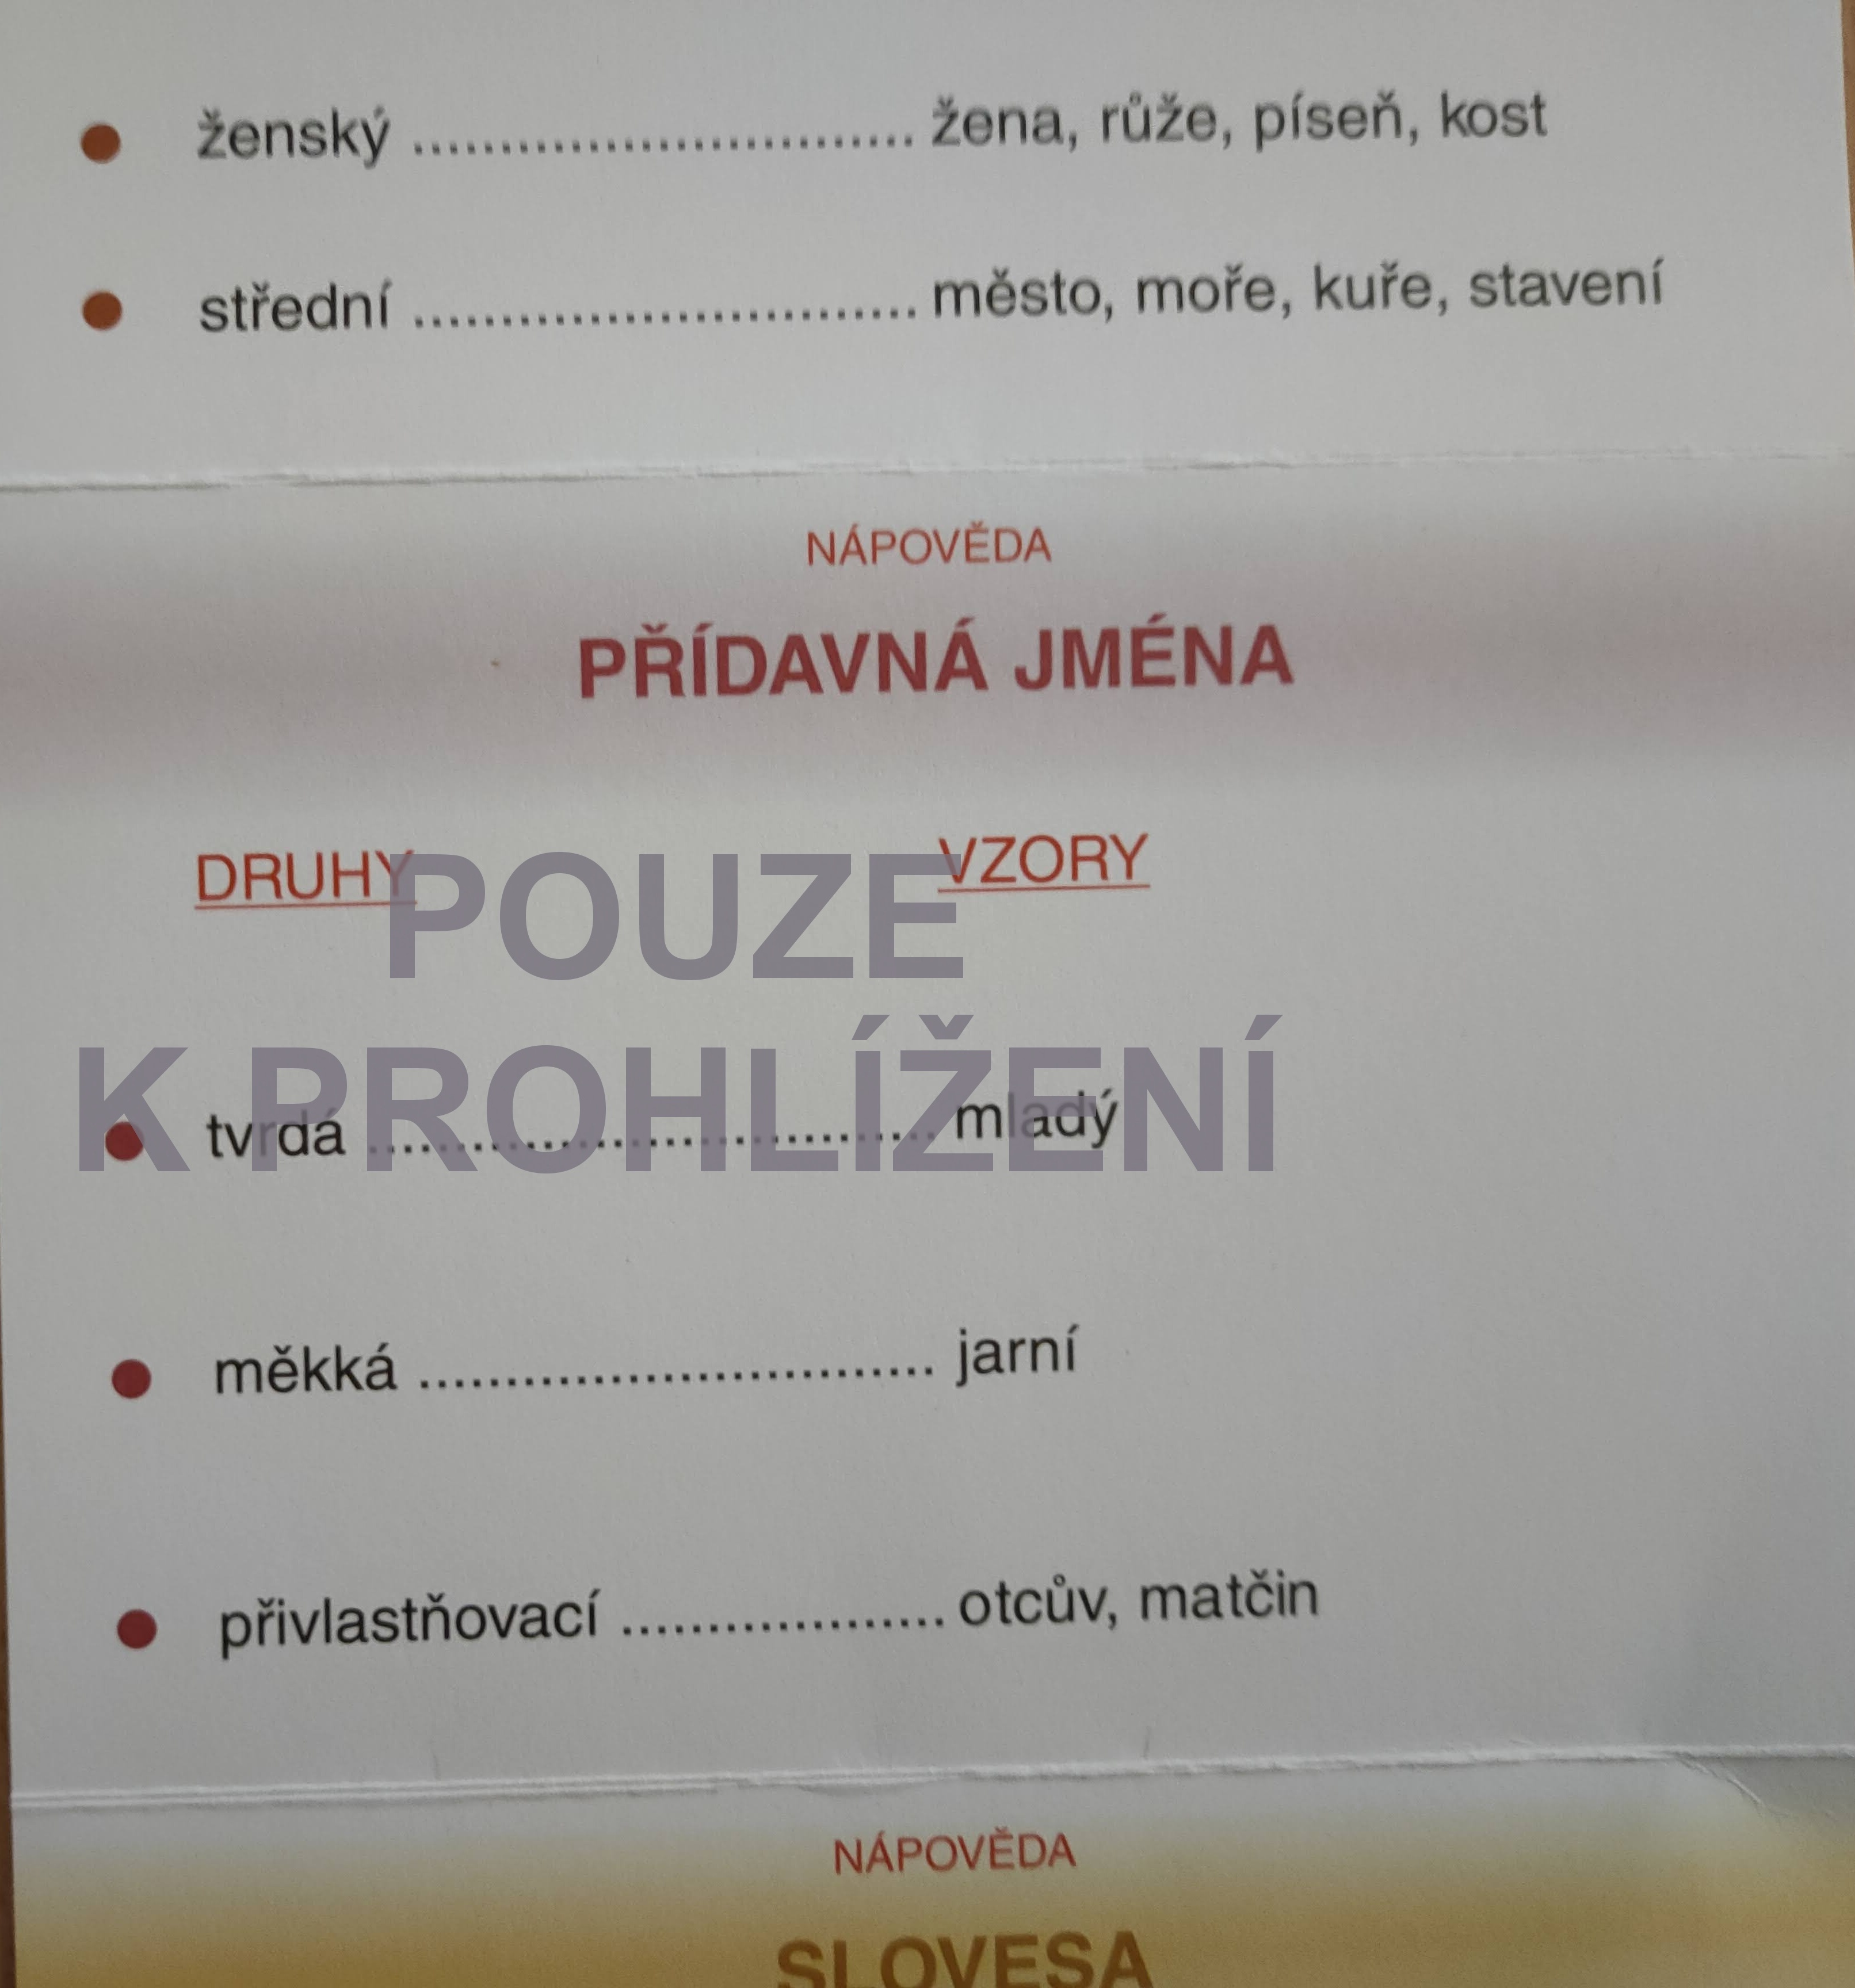 ženský ............................ žena, růže, píseň, kost
střední ............................ město, moře, kuře, stavení
NÁPOVĚDA
PŘÍDAVNÁ JMÉNA
DRUHY VZORY
POUZE
K PROHLÍŽENÍ
tvrdá ................................ mladý
měkká .............................. jarní
přivlastňovací ................... otcův, matčin
NÁPOVĚDA
SLOVESA